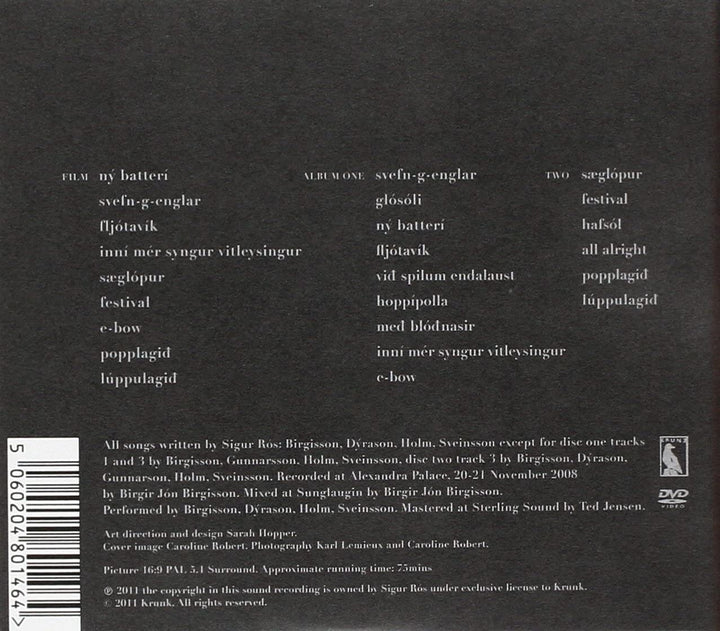 FILM ný batterí
svefn-g-englar
fljótavík
inní mér syngur vitleysingur
sæglópur
festival
e-bow
popplagið
lúppulagið
ALBUM ONE svefn-g-englar
glósóli
ný batterí
fljótavík
við spilum endalaust
hoppípolla
með blóðnasir
inní mér syngur vitleysingur
e-bow
TWO sæglópur
festival
hafsól
all alright
popplagið
lúppulagið
All songs written by Sigur Rós: Birgisson, Dýrason, Holm, Sveinsson except for disc one tracks
1 and 3 by Birgisson, Gunnarsson, Holm, Sveinsson, disc two track 3 by Birgisson, Dýrason,
Gunnarson, Holm, Sveinsson. Recorded at Alexandra Palace, 20-21 November 2008
by Birgir Jón Birgisson. Mixed at Sunglaugin by Birgir Jón Birgisson.
Performed by Birgisson, Dýrason, Holm, Sveinsson. Mastered at Sterling Sound by Ted Jensen.
Art direction and design Sarah Hopper.
Cover image Caroline Robert. Photography Karl Lemieux and Caroline Robert.
Picture 16:9 PAL 5.1 Surround. Approximate running time: 75mins
℗ 2011 the copyright in this sound recording is owned by Sigur Rós under exclusive license to Krunk.
© 2011 Krunk. All rights reserved.
KRUNK
DVD
VIDEO
5 060204 801464 >